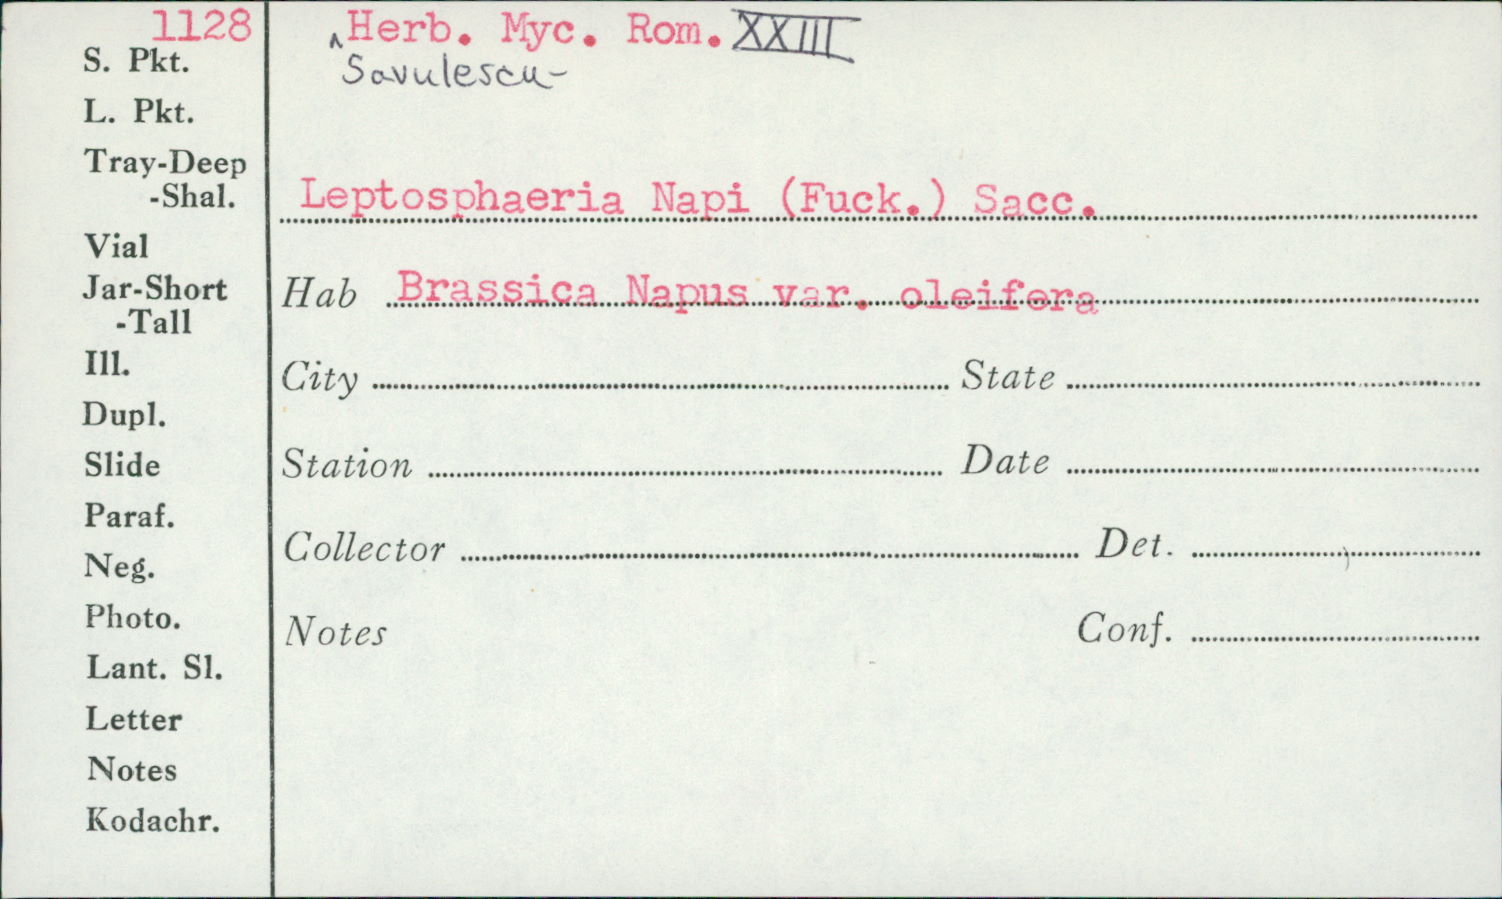 1128
^Herb. Myc. Rom. XXIII
Savulescu-
S. Pkt.
L. Pkt.
Tray-Deep
-Shal.
Vial
Jar-Short
-Tall
Ill.
Dupl.
Slide
Paraf.
Neg.
Photo.
Lant. Sl.
Letter
Notes
Kodachr.
Leptosphaeria Napi (Fuck.) Sacc.
Hab Brassica Napus var. oleifera
City State
Station Date
Collector Det.
Notes Conf.